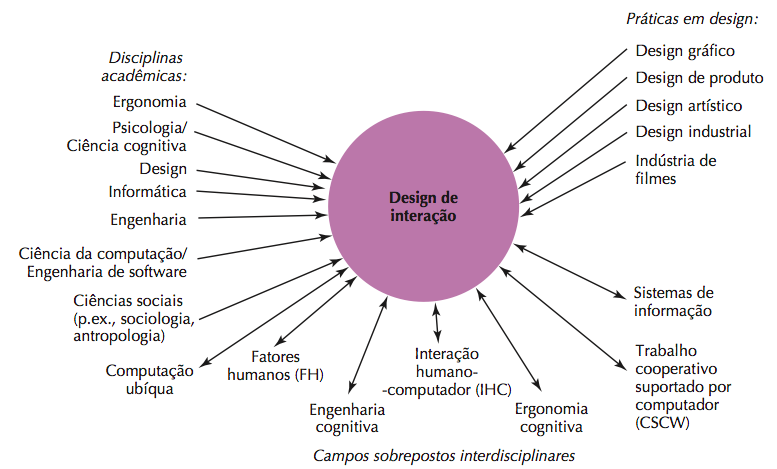 Disciplinas
acadêmicas:
Ergonomia
Psicologia/
Ciência cognitiva
Design
Informática
Engenharia
Ciência da computação/
Engenharia de software
Ciências sociais
(p.ex., sociologia,
antropologia)
Práticas em design:
Design gráfico
Design de produto
Design artístico
Design industrial
Indústria de
filmes
Design de
interação
Computação
ubíqua
Fatores
humanos (FH)
Engenharia
cognitiva
Interação
humano-
-computador (IHC)
Ergonomia
cognitiva
Trabalho
cooperativo
suportado por
computador
(CSCW)
Sistemas de
informação
Campos sobrepostos interdisciplinares